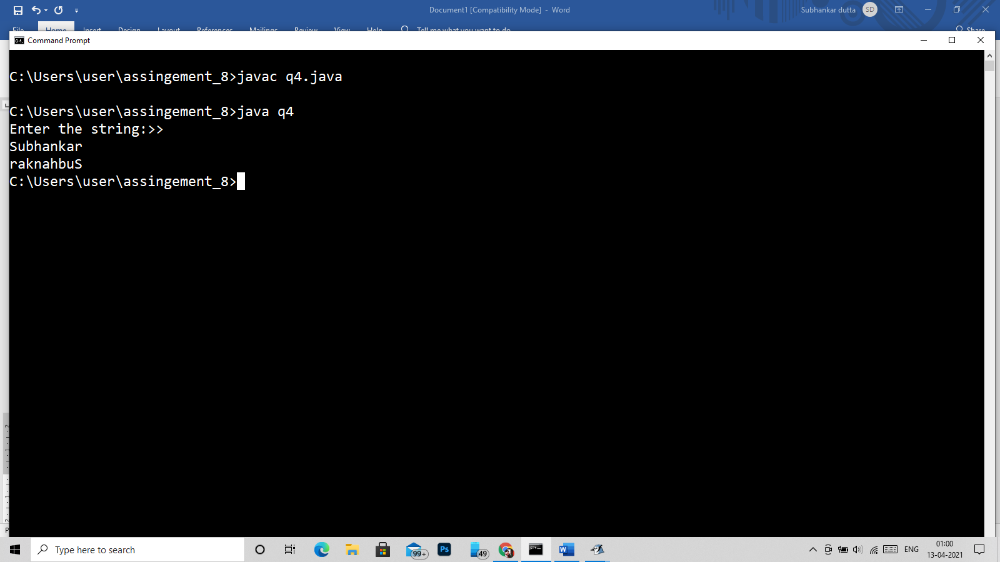 Document1 [Compatibility Mode] - Word
Subhankar dutta
SD
File Home Insert Design Layout References Mailings Review View Help Tell me what you want to do Share
Command Prompt
C:\Users\user\assingement_8>javac q4.java
C:\Users\user\assingement_8>java q4
Enter the string:>>
Subhankar
raknahbuS
C:\Users\user\assingement_8>
Type here to search
99+
Ps
49
ENG
01:00
13-04-2021